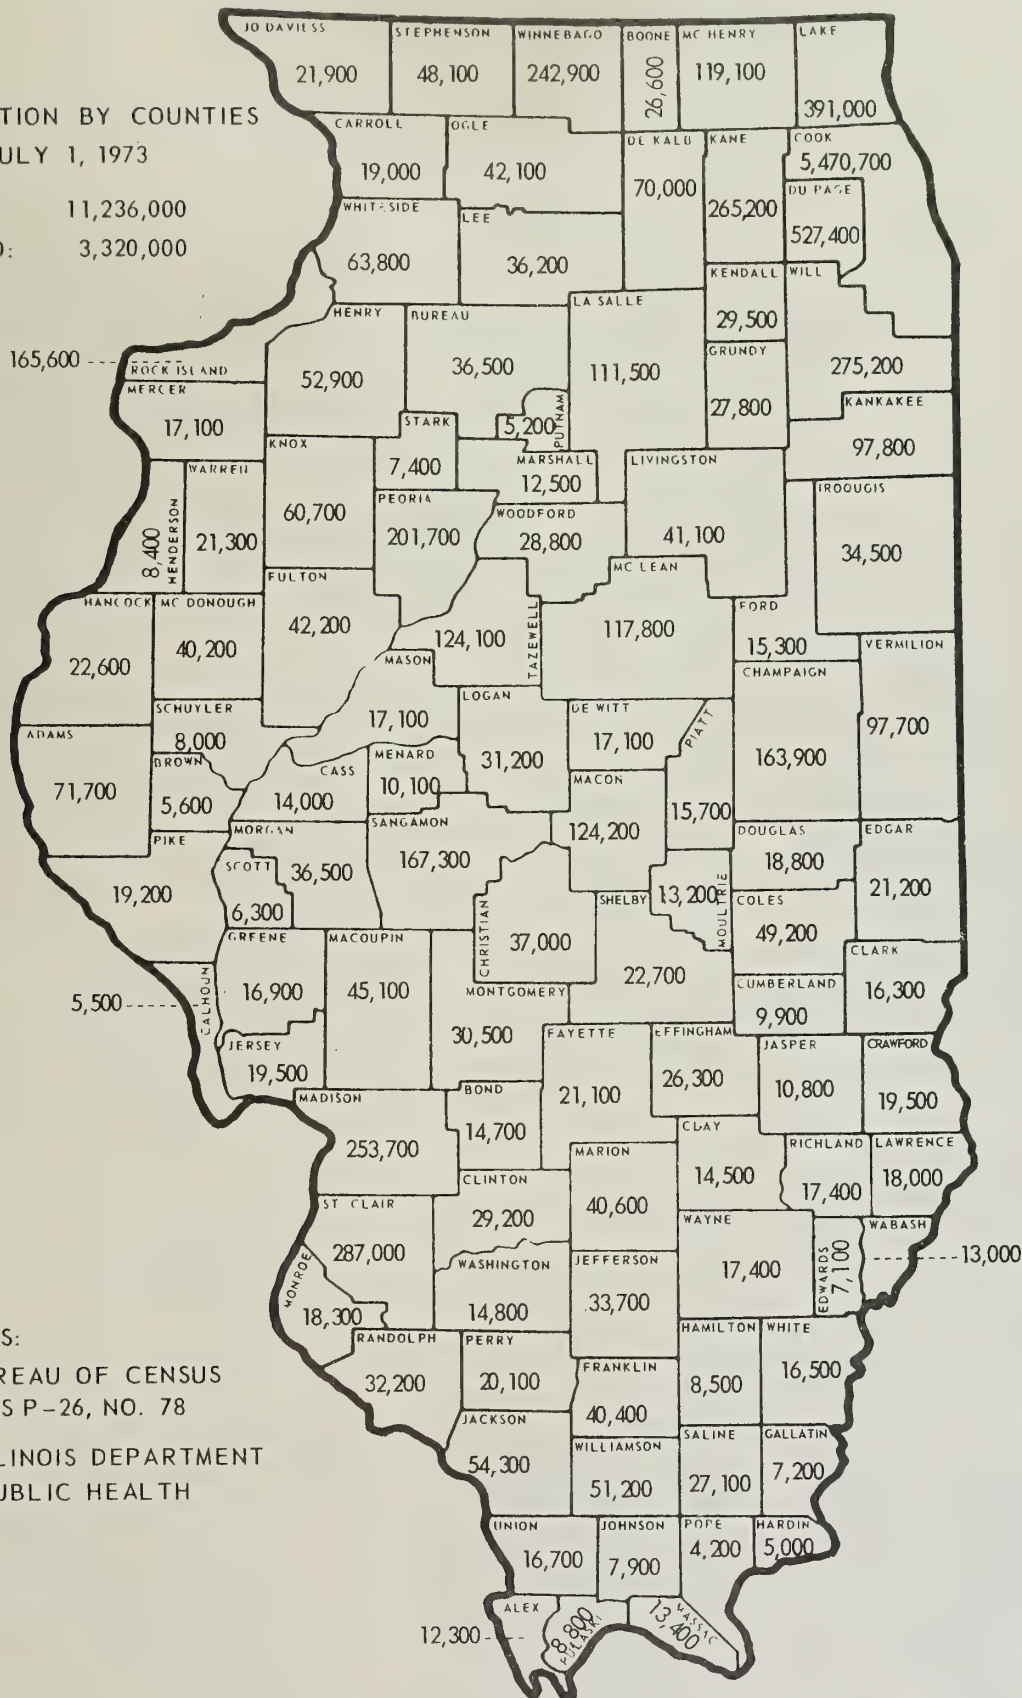 TION BY COUNTIES
ULY 1, 1973
11,236,000
): 3,320,000
JO DAVIESS
21,900
STEPHENSON
48,100
WINNEBAGO
242,900
BOONE
26,600
MC HENRY
119,100
LAKE
391,000
CARROLL
19,000
OGLE
42,100
DE KALB
70,000
KANE
265,200
COOK
5,470,700
DU PAGE
527,400
WHITESIDE
63,800
LEE
36,200
KENDALL
29,500
WILL
275,200
165,600
ROCK ISLAND
HENRY
52,900
BUREAU
36,500
LA SALLE
111,500
GRUNDY
27,800
KANKAKEE
97,800
MERCER
17,100
STARK
7,400
5,200
PUTNAM
KNOX
60,700
MARSHALL
12,500
LIVINGSTON
41,100
IROQUOIS
34,500
8,400
HENDERSON
WARREN
21,300
PEORIA
201,700
WOODFORD
28,800
FULTON
42,200
MC LEAN
117,800
FORD
15,300
HANCOCK
22,600
MC DONOUGH
40,200
124,100
TAZEWELL
VERMILION
97,700
MASON
17,100
CHAMPAIGN
163,900
SCHUYLER
8,000
LOGAN
31,200
DE WITT
17,100
PIATT
15,700
ADAMS
71,700
BROWN
5,600
CASS
14,000
MENARD
10,100
MACON
124,200
PIKE
19,200
MORGAN
36,500
SANGAMON
167,300
DOUGLAS
18,800
EDGAR
21,200
SCOTT
6,300
CHRISTIAN
37,000
SHELBY
22,700
13,200
MOULTRIE
COLES
49,200
GREENE
16,900
MACOUPIN
45,100
CLARK
16,300
5,500
CALHOUN
MONTGOMERY
30,500
CUMBERLAND
9,900
JERSEY
19,500
FAYETTE
21,100
EFFINGHAM
26,300
JASPER
10,800
CRAWFORD
19,500
MADISON
253,700
BOND
14,700
CLAY
14,500
RICHLAND
17,400
LAWRENCE
18,000
MARION
40,600
CLINTON
29,200
ST CLAIR
287,000
WAYNE
17,400
EDWARDS
7,100
WABASH
13,000
MONROE
18,300
WASHINGTON
14,800
JEFFERSON
33,700
RANDOLPH
32,200
PERRY
20,100
HAMILTON
8,500
WHITE
16,500
FRANKLIN
40,400
JACKSON
54,300
WILLIAMSON
51,200
SALINE
27,100
GALLATIN
7,200
UNION
16,700
JOHNSON
7,900
POPE
4,200
HARDIN
5,000
ALEX
12,300
8,800
PULASKI
13,400
MASSAC
S:
REAU OF CENSUS
S P-26, NO. 78
LINOIS DEPARTMENT
UBLIC HEALTH